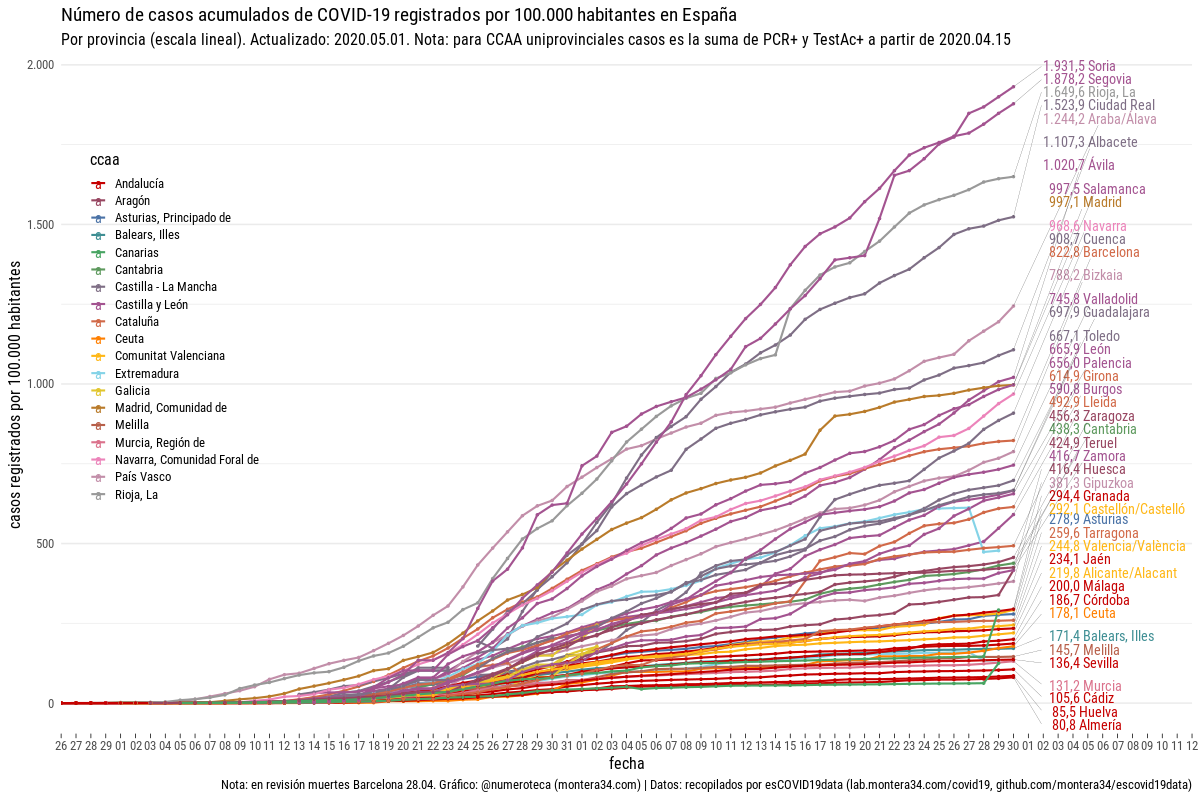 Número de casos acumulados de COVID-19 registrados por 100.000 habitantes en España
Por provincia (escala lineal). Actualizado: 2020.05.01. Nota: para CCAA uniprovinciales casos es la suma de PCR+ y TestAc+ a partir de 2020.04.15
casos registrados por 100.000 habitantes
2.000
1.500
1.000
500
0
ccaa
Andalucía
Aragón
Asturias, Principado de
Balears, Illes
Canarias
Cantabria
Castilla - La Mancha
Castilla y León
Cataluña
Ceuta
Comunitat Valenciana
Extremadura
Galicia
Madrid, Comunidad de
Melilla
Murcia, Región de
Navarra, Comunidad Foral de
País Vasco
Rioja, La
1.931,5 Soria
1.878,2 Segovia
1.649,6 Rioja, La
1.523,9 Ciudad Real
1.244,2 Araba/Álava
1.107,3 Albacete
1.020,7 Ávila
997,5 Salamanca
997,1 Madrid
968,6 Navarra
908,7 Cuenca
822,8 Barcelona
788,2 Bizkaia
745,8 Valladolid
697,9 Guadalajara
667,1 Toledo
665,9 León
656,0 Palencia
614,9 Girona
590,8 Burgos
492,9 Lleida
456,3 Zaragoza
438,3 Cantabria
424,9 Teruel
416,7 Zamora
416,4 Huesca
381,3 Gipuzkoa
294,4 Granada
292,1 Castellón/Castelló
278,9 Asturias
259,6 Tarragona
244,8 Valencia/València
234,1 Jaén
219,8 Alicante/Alacant
200,0 Málaga
186,7 Córdoba
178,1 Ceuta
171,4 Balears, Illes
145,7 Melilla
136,4 Sevilla
131,2 Murcia
105,6 Cádiz
85,5 Huelva
80,8 Almería
26 27 28 29 01 02 03 04 05 06 07 08 09 10 11 12 13 14 15 16 17 18 19 20 21 22 23 24 25 26 27 28 29 30 31 01 02 03 04 05 06 07 08 09 10 11 12 13 14 15 16 17 18 19 20 21 22 23 24 25 26 27 28 29 30 01 02 03 04 05 06 07 08 09 10 11 12
fecha
Nota: en revisión muertes Barcelona 28.04. Gráfico: @numeroteca (montera34.com) | Datos: recopilados por esCOVID19data (lab.montera34.com/covid19, github.com/montera34/escovid19data)